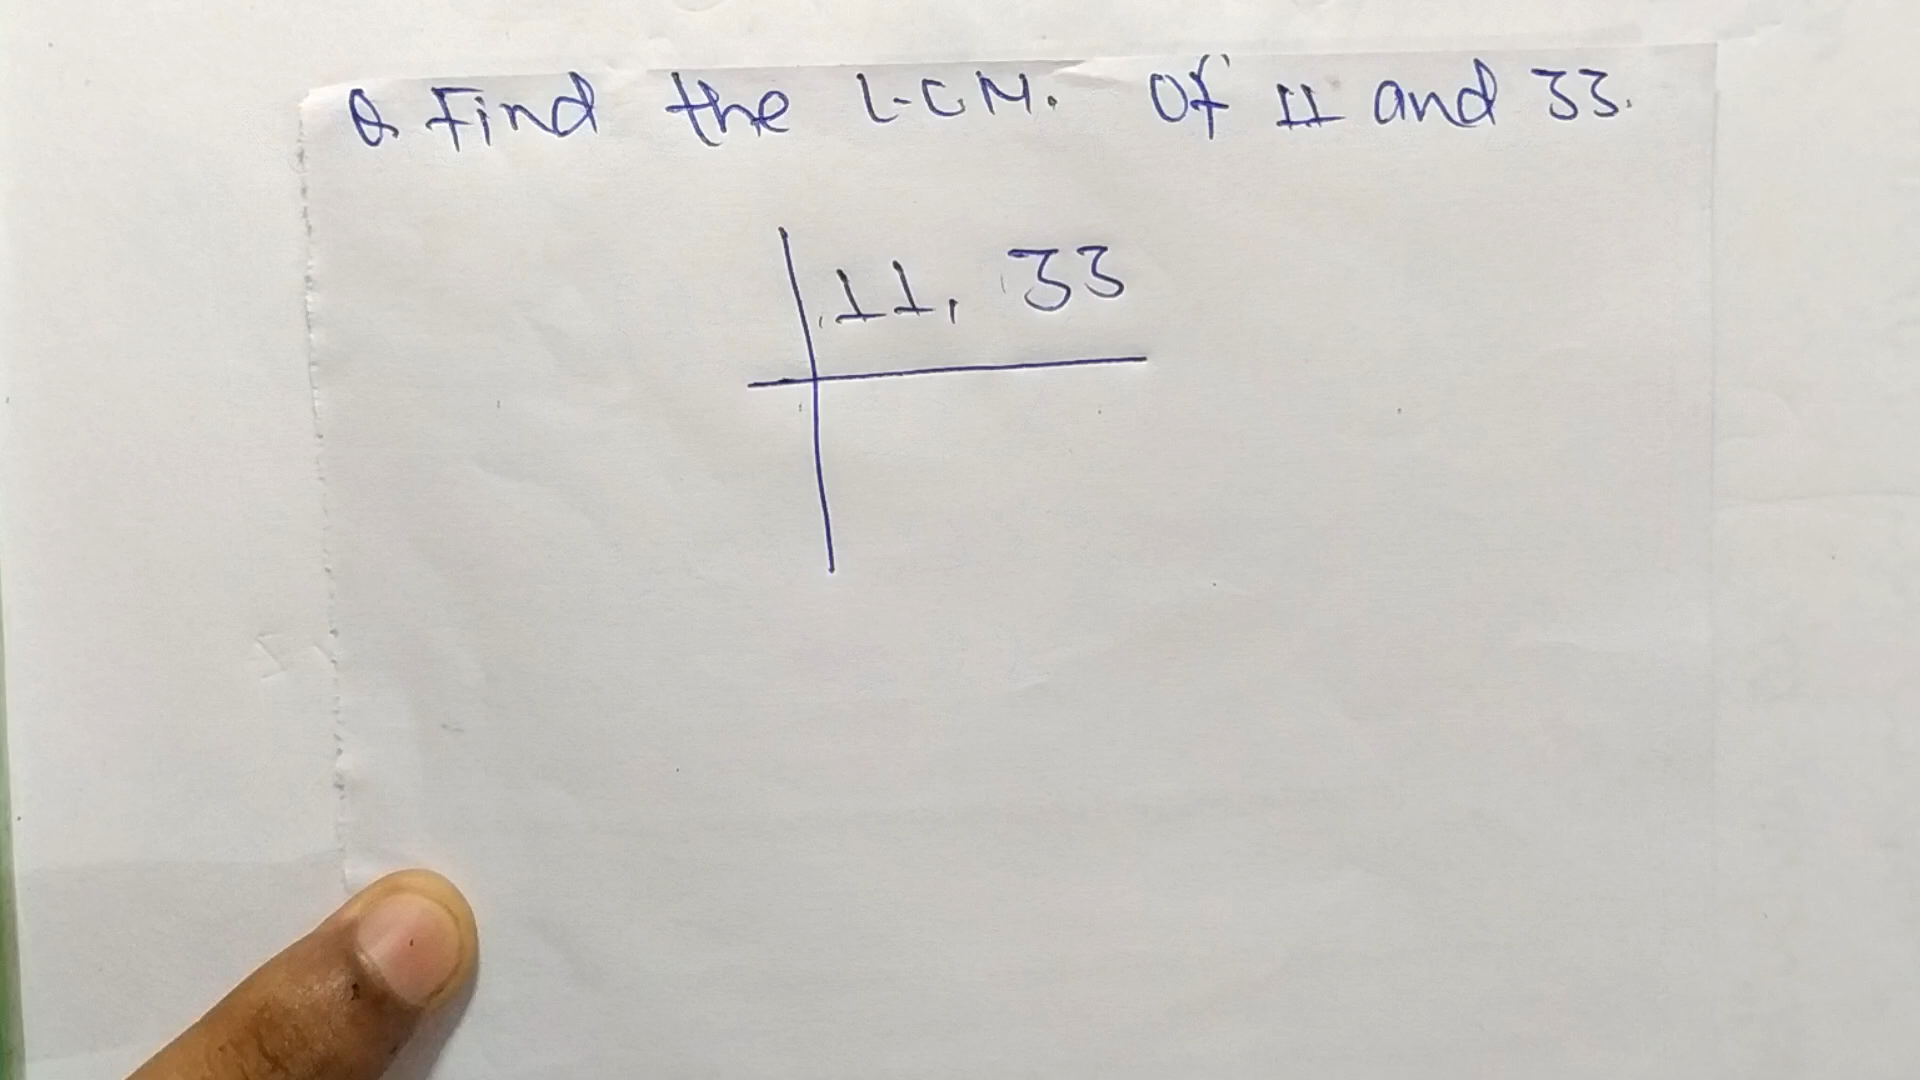 Q Find the L.C.M. Of 11 and 33.
11, 33